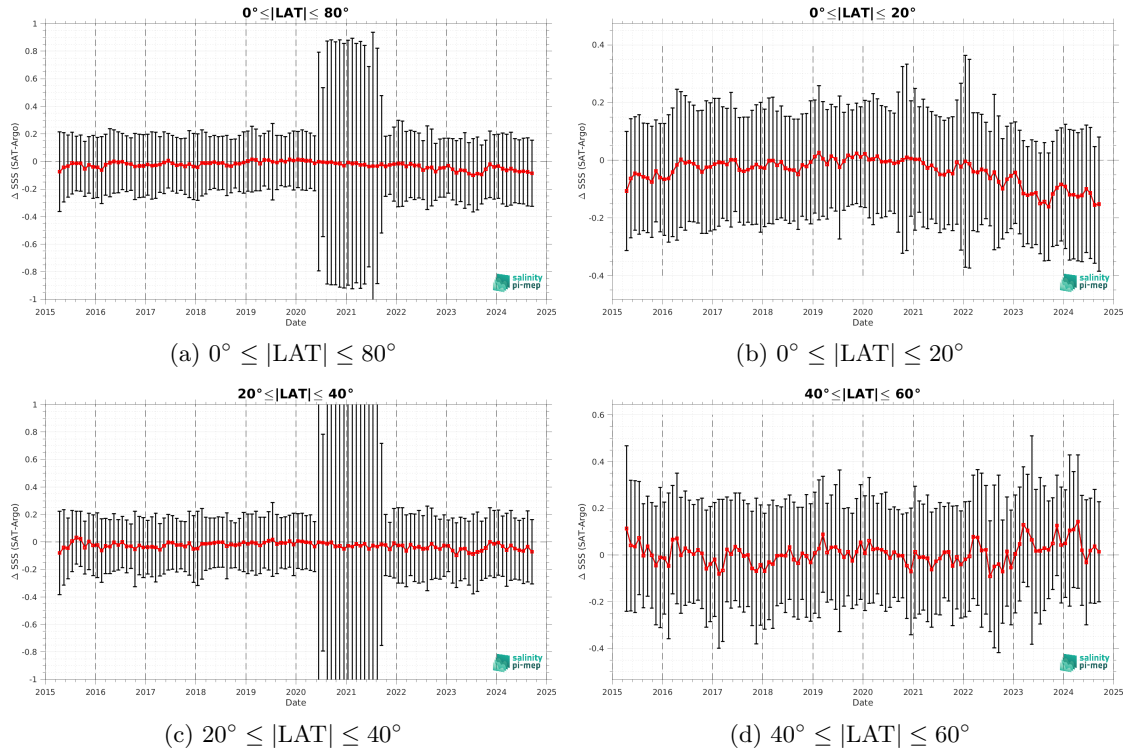 0°≤|LAT|≤ 80°
Δ SSS (SAT-Argo)
1
0.8
0.6
0.4
0.2
0
-0.2
-0.4
-0.6
-0.8
-1
2015 2016 2017 2018 2019 2020 2021 2022 2023 2024 2025
Date
salinity
pi-mep
(a) 0° ≤ |LAT| ≤ 80°
0°≤|LAT|≤ 20°
Δ SSS (SAT-Argo)
0.4
0.2
0
-0.2
-0.4
2015 2016 2017 2018 2019 2020 2021 2022 2023 2024 2025
Date
salinity
pi-mep
(b) 0° ≤ |LAT| ≤ 20°
20°≤|LAT|≤ 40°
Δ SSS (SAT-Argo)
1
0.8
0.6
0.4
0.2
0
-0.2
-0.4
-0.6
-0.8
-1
2015 2016 2017 2018 2019 2020 2021 2022 2023 2024 2025
Date
salinity
pi-mep
(c) 20° ≤ |LAT| ≤ 40°
40°≤|LAT|≤ 60°
Δ SSS (SAT-Argo)
0.6
0.4
0.2
0
-0.2
-0.4
2015 2016 2017 2018 2019 2020 2021 2022 2023 2024 2025
Date
salinity
pi-mep
(d) 40° ≤ |LAT| ≤ 60°